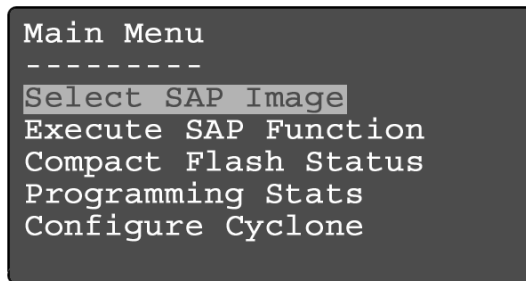 Main Menu
---------
Select SAP Image
Execute SAP Function
Compact Flash Status
Programming Stats
Configure Cyclone